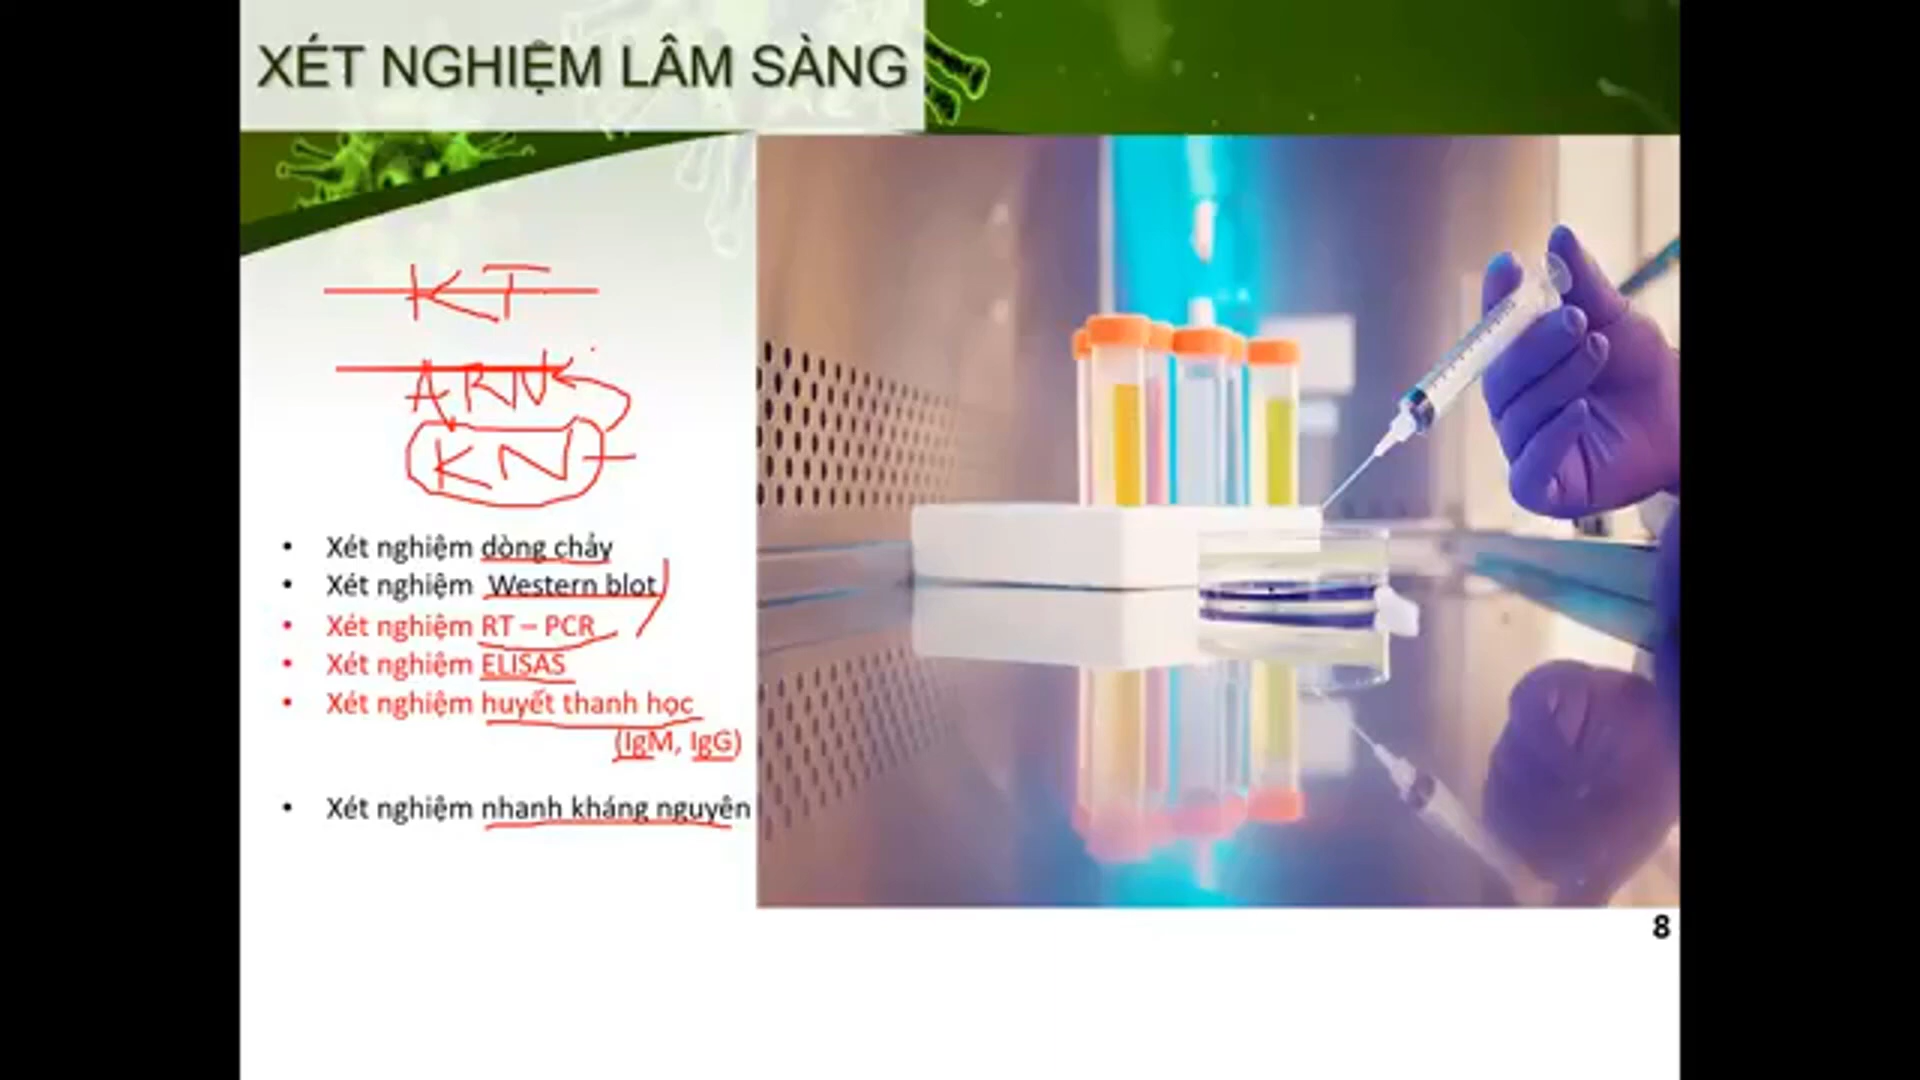 XÉT NGHIỆM LÂM SÀNG
KT
ARN
KN
• Xét nghiệm dòng chảy
• Xét nghiệm Western blot
• Xét nghiệm RT – PCR
• Xét nghiệm ELISAS
• Xét nghiệm huyết thanh học
(IgM, IgG)
• Xét nghiệm nhanh kháng nguyên
8